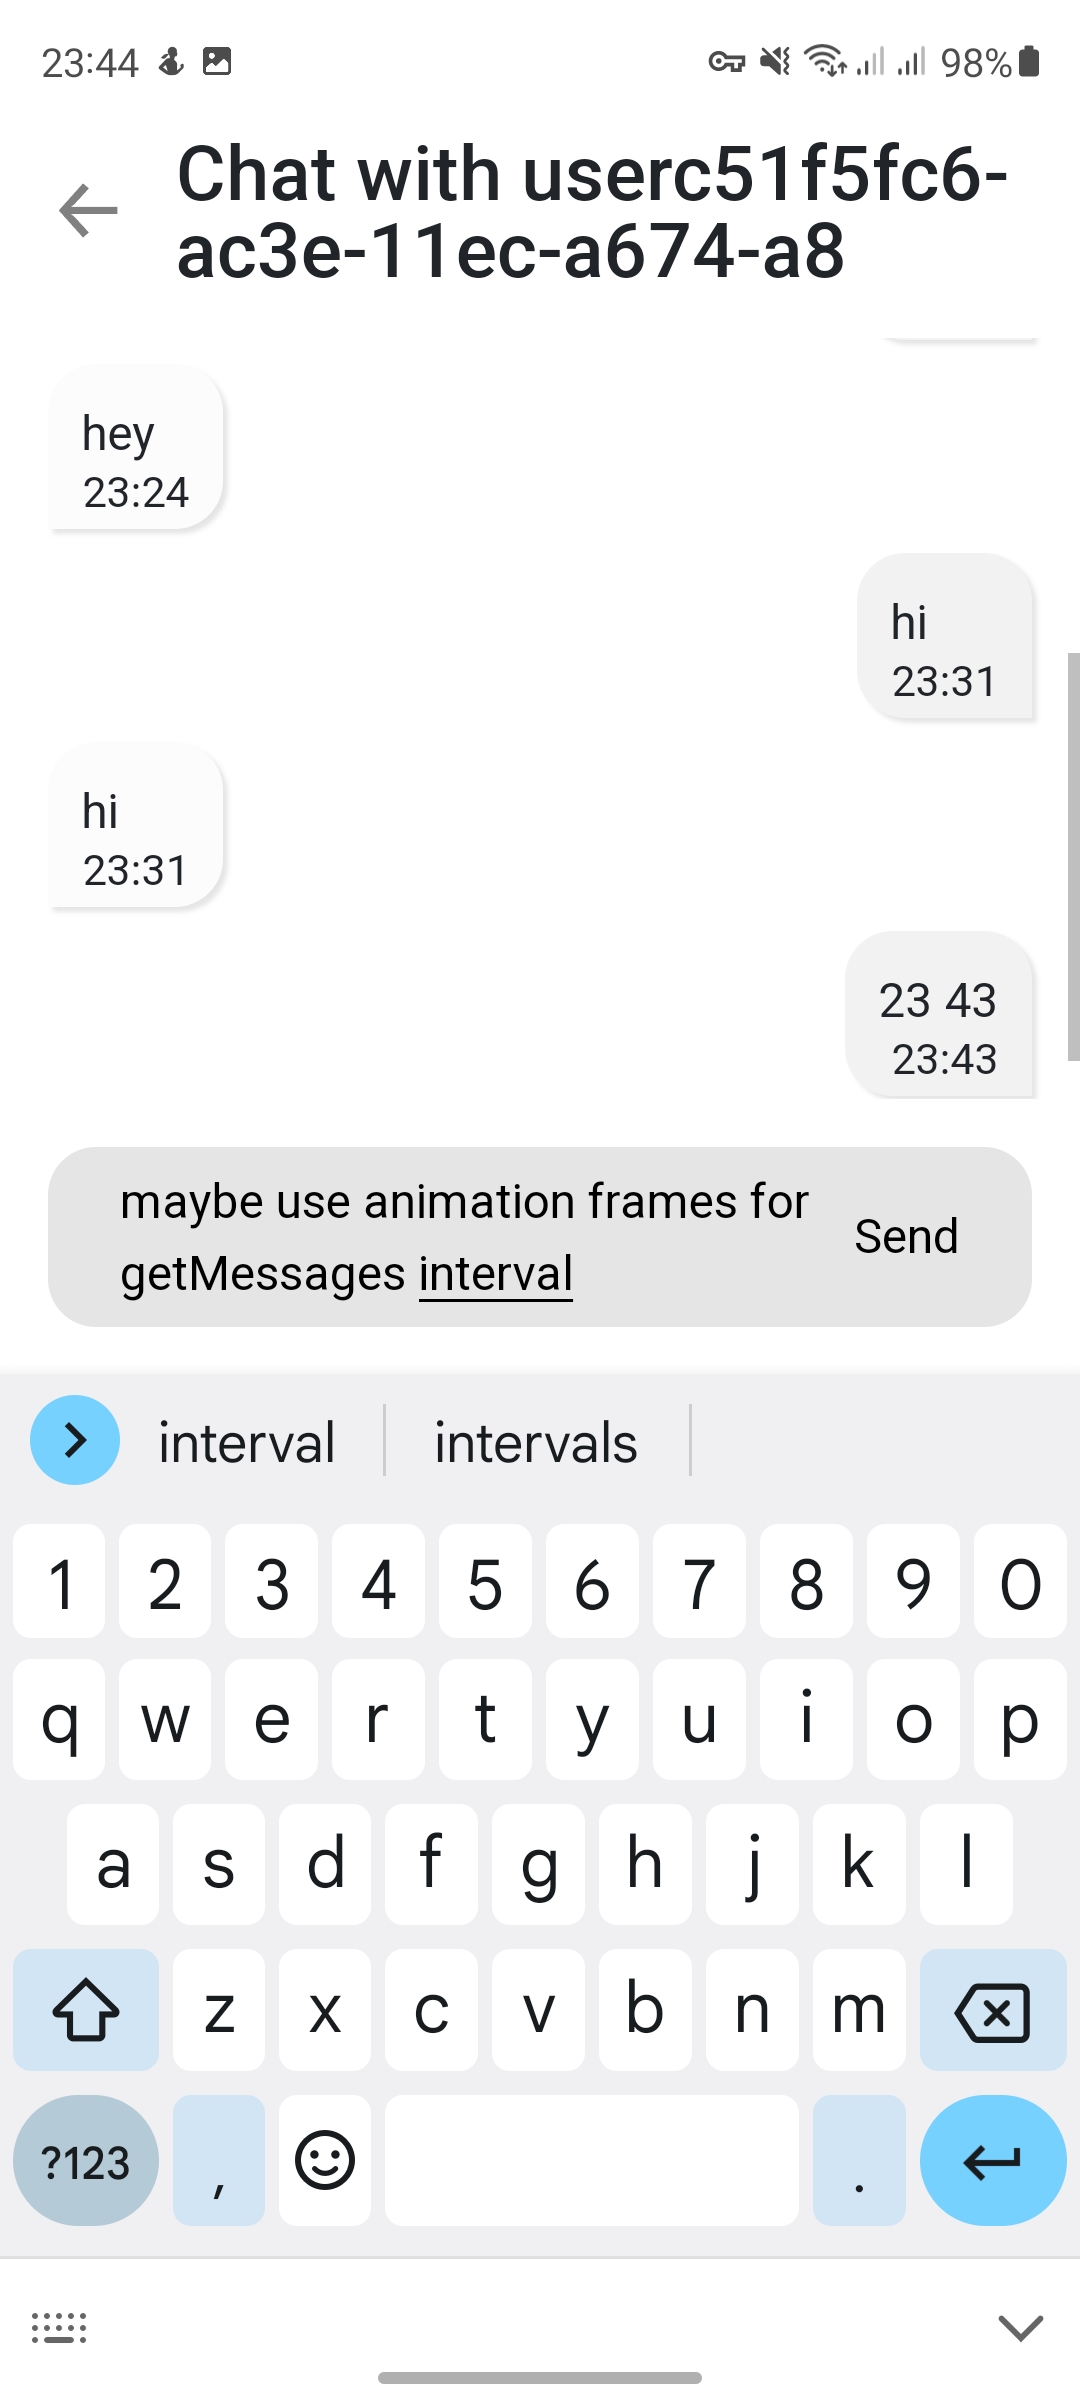 23:44
98%
Chat with userc51f5fc6-
ac3e-11ec-a674-a8
hey
23:24
hi
23:31
hi
23:31
23 43
23:43
maybe use animation frames for
getMessages interval
Send
interval
intervals
1 2 3 4 5 6 7 8 9 0
q w e r t y u i o p
a s d f g h j k l
z x c v b n m
?123 , .